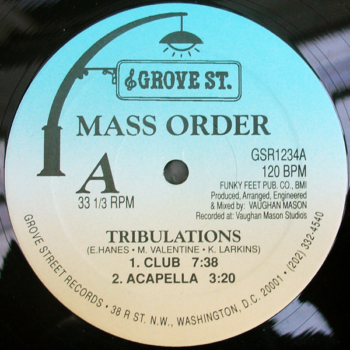 GROVE ST.
MASS ORDER
A
33 1/3 RPM
GSR1234A
120 BPM
FUNKY FEET PUB. CO., BMI
Produced, Arranged, Engineered
& Mixed by: VAUGHAN MASON
Recorded at: Vaughan Mason Studios
TRIBULATIONS
(E.HANES • M. VALENTINE • K. LARKINS)
1. CLUB 7:38
2. ACAPELLA 3:20
GROVE STREET RECORDS • 38 R ST. N.W., WASHINGTON, D.C. 20001 • (202) 332-4540